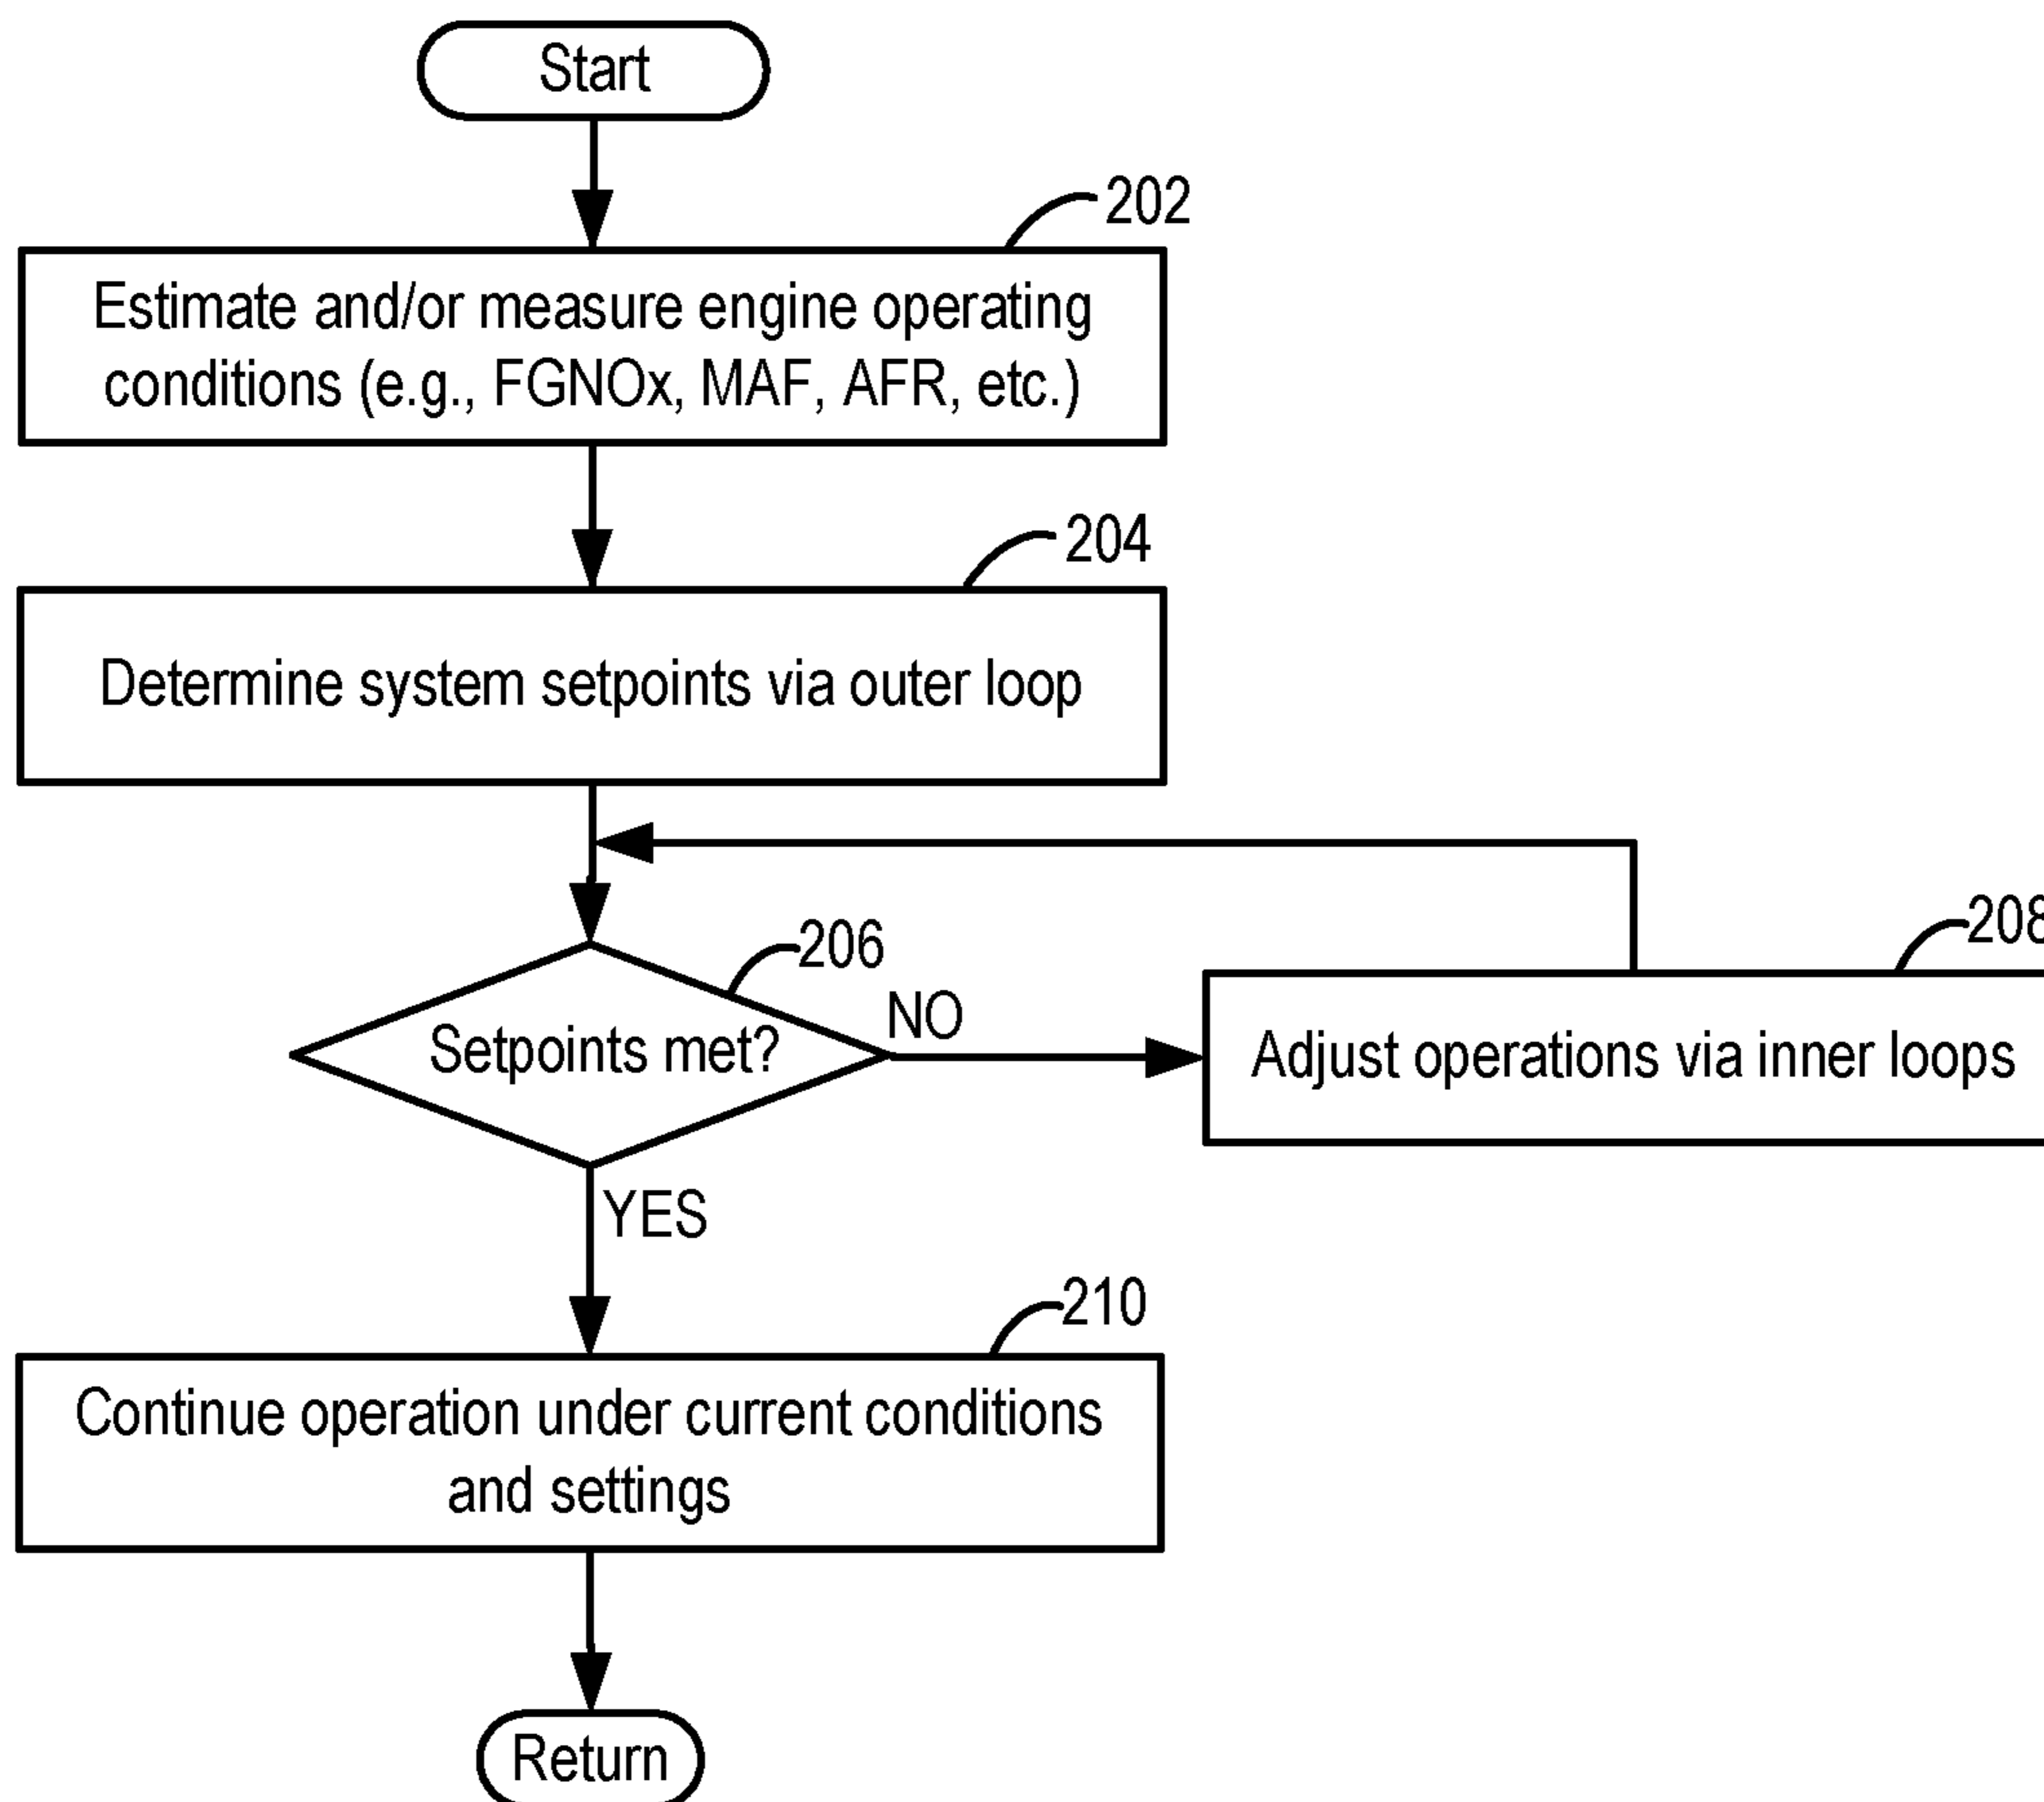 Start
202
Estimate and/or measure engine operating
conditions (e.g., FGNOx, MAF, AFR, etc.)
204
Determine system setpoints via outer loop
206
Setpoints met?
NO
208
Adjust operations via inner loops
YES
210
Continue operation under current conditions
and settings
Return